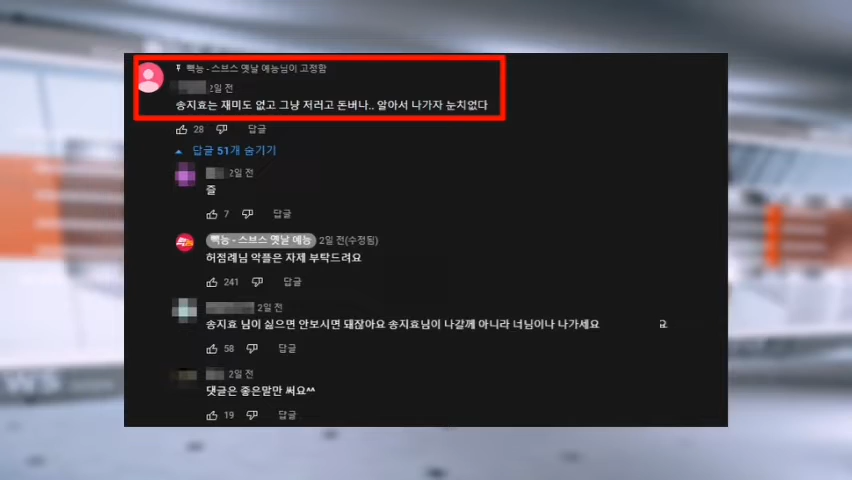 빽능 - 스브스 옛날 예능님이 고정함
2일 전
송지효는 재미도 없고 그냥 저러고 돈버나.. 알아서 나가자 눈치없다
28 답글
답글 51개 숨기기
2일 전
즐
7 답글
빽능 - 스브스 옛날 예능 2일 전(수정됨)
허점례님 악플은 자제 부탁드려요
241 답글
2일 전
송지효 님이 싫으면 안보시면 돼잖아요 송지효님이 나갈께 아니라 너님이나 나가세요
58 답글
2일 전
댓글은 좋은말만 써요^^
19 답글